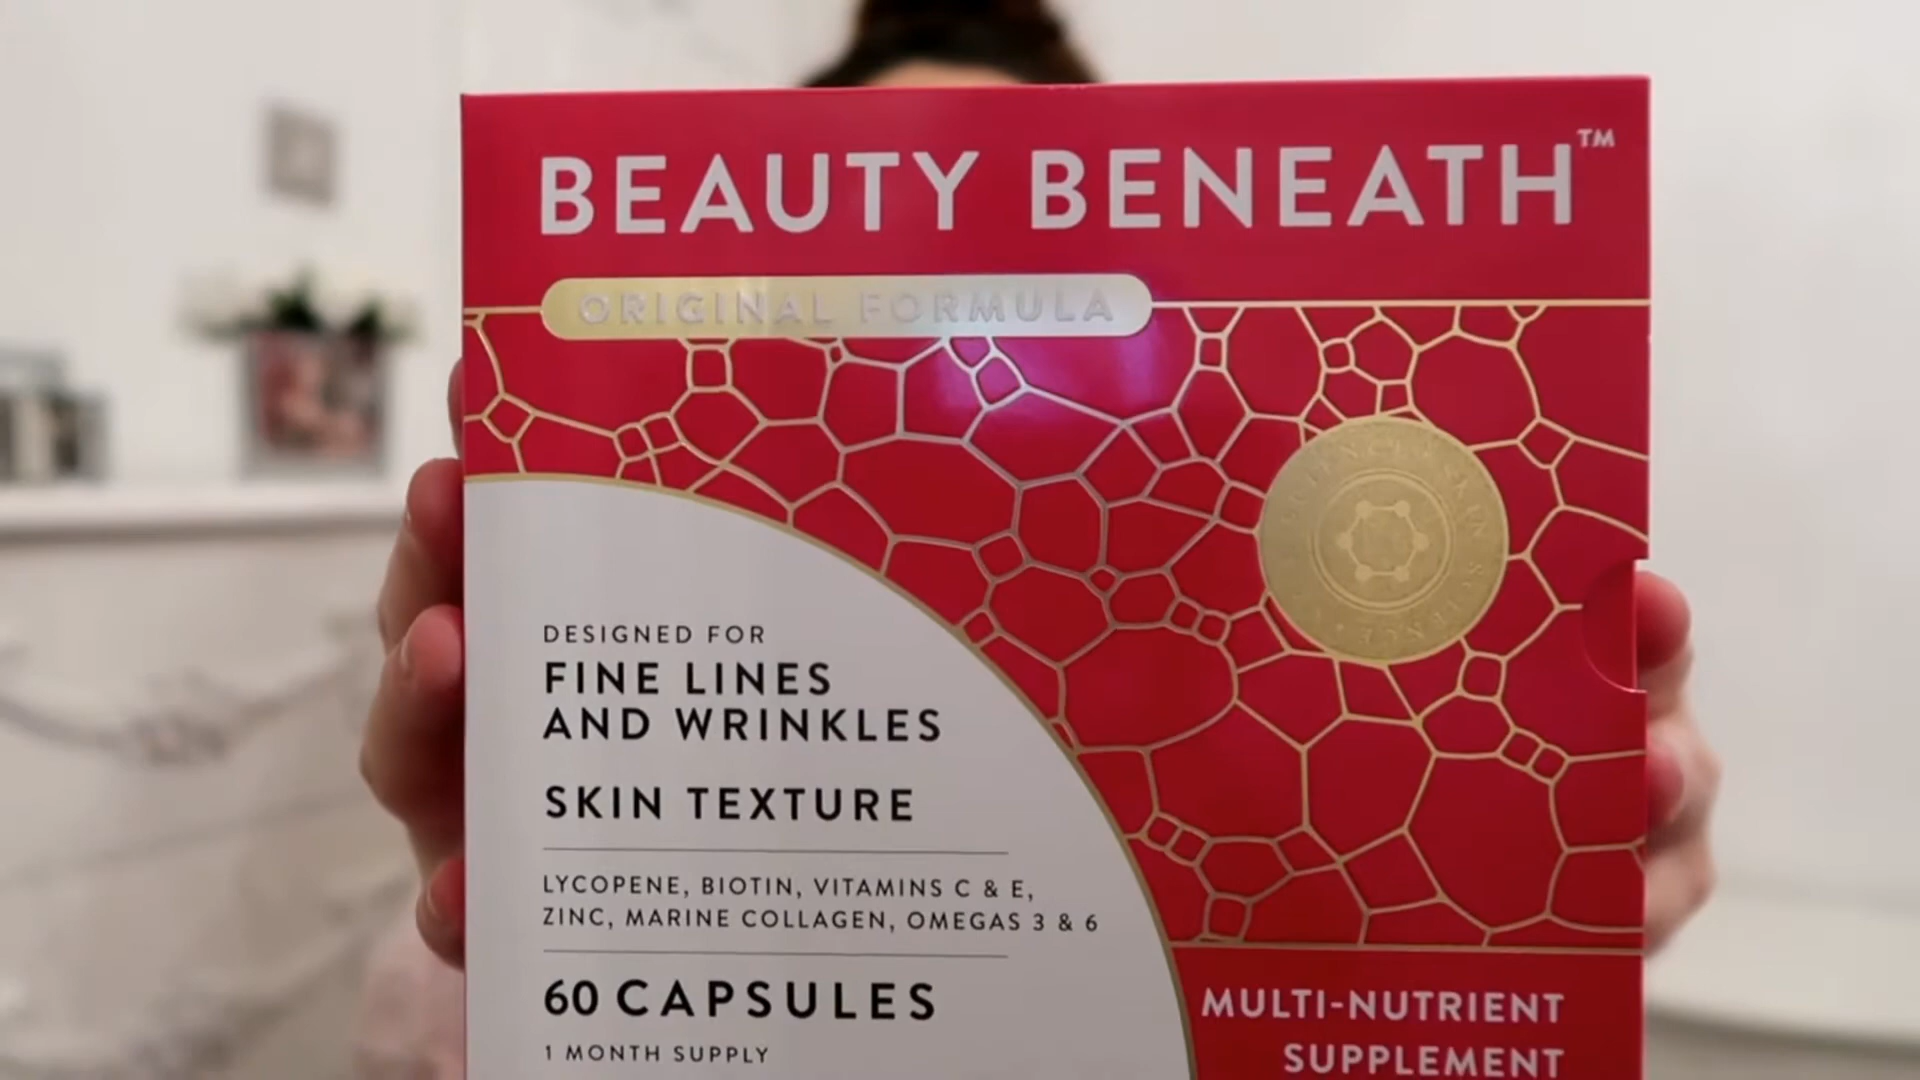 BEAUTY BENEATH™
ORIGINAL FORMULA
DESIGNED FOR
FINE LINES
AND WRINKLES
SKIN TEXTURE
LYCOPENE, BIOTIN, VITAMINS C & E,
ZINC, MARINE COLLAGEN, OMEGAS 3 & 6
60 CAPSULES
1 MONTH SUPPLY
MULTI-NUTRIENT
SUPPLEMENT